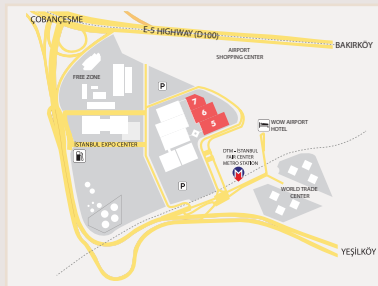 ÇOBANÇEŞME
E-5 HIGHWAY (D100)
BAKIRKÖY
AIRPORT
SHOPPING CENTER
FREE ZONE
P
7
6
5
WOW AIRPORT
HOTEL
İSTANBUL EXPO CENTER
DTM • İSTANBUL
FAIR CENTER
METRO STATION
M
P
WORLD TRADE
CENTER
YEŞİLKÖY